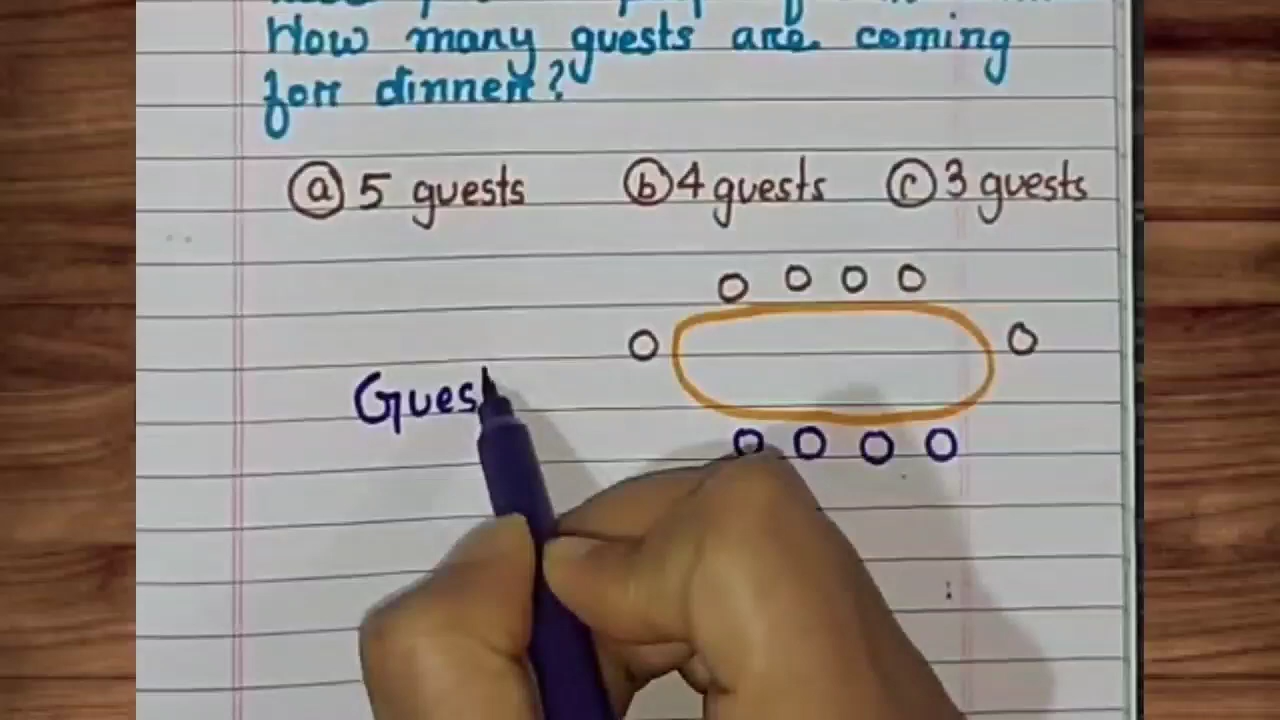 How many guests are coming
for dinner?
ⓐ 5 guests ⓑ 4 guests ⓒ 3 guests
Gues